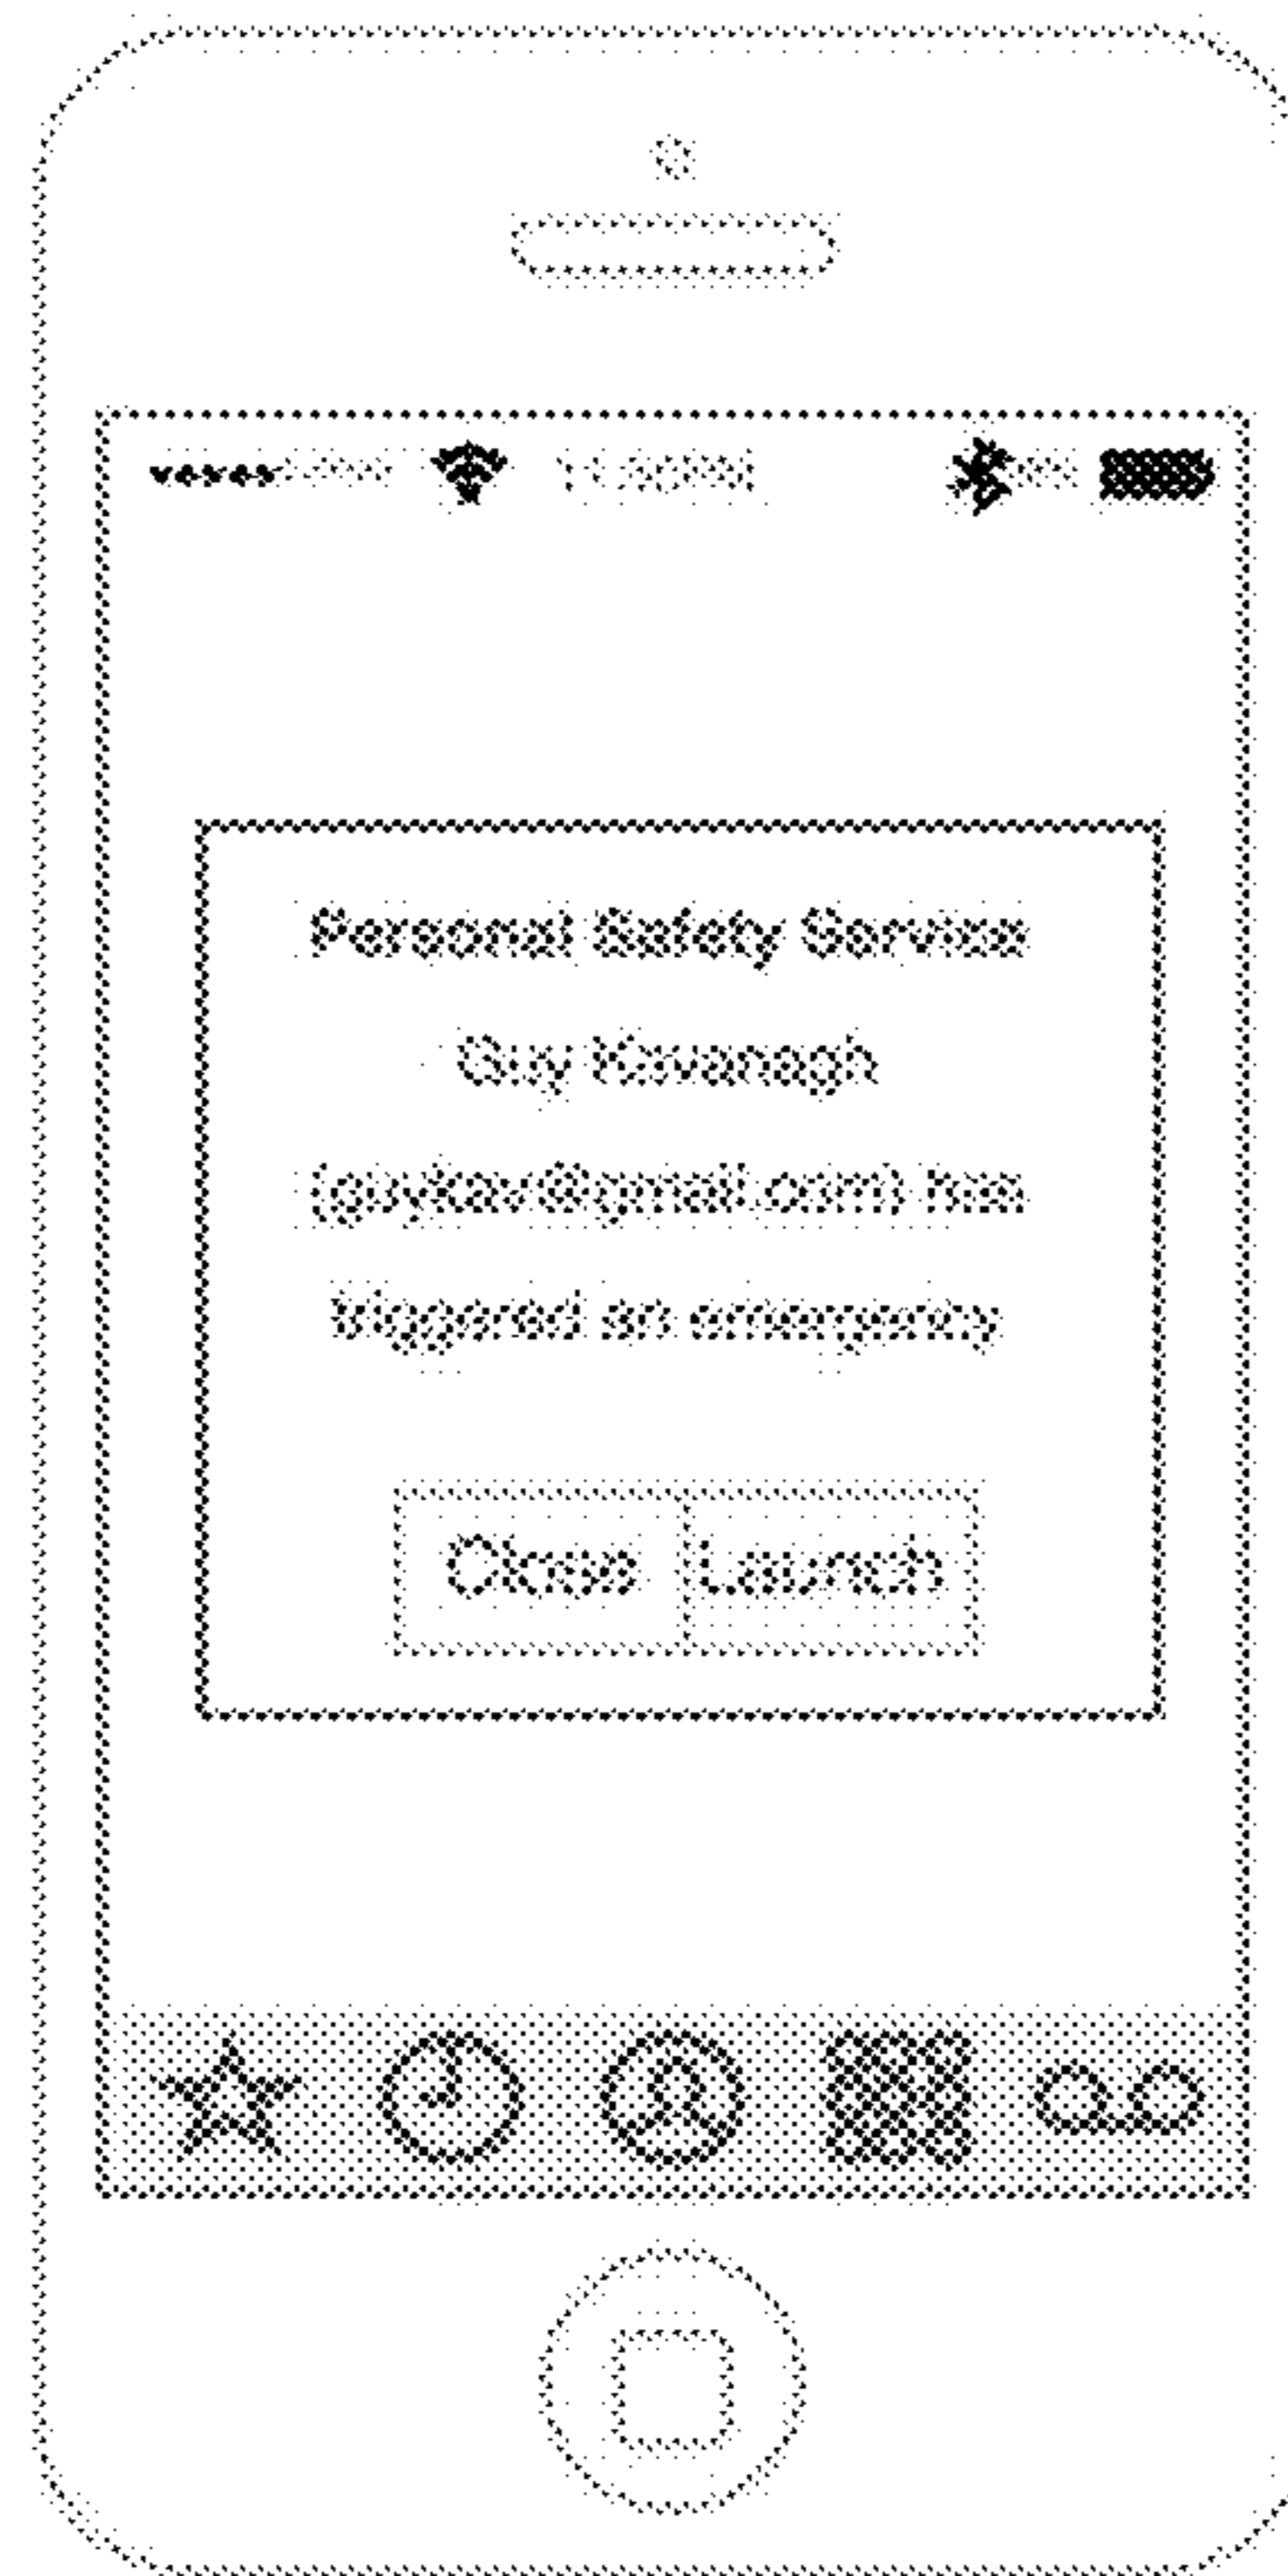 Personal Safety Service
Guy Kavanagh
(guykav@gmail.com) has
triggered an emergency
Close Launch